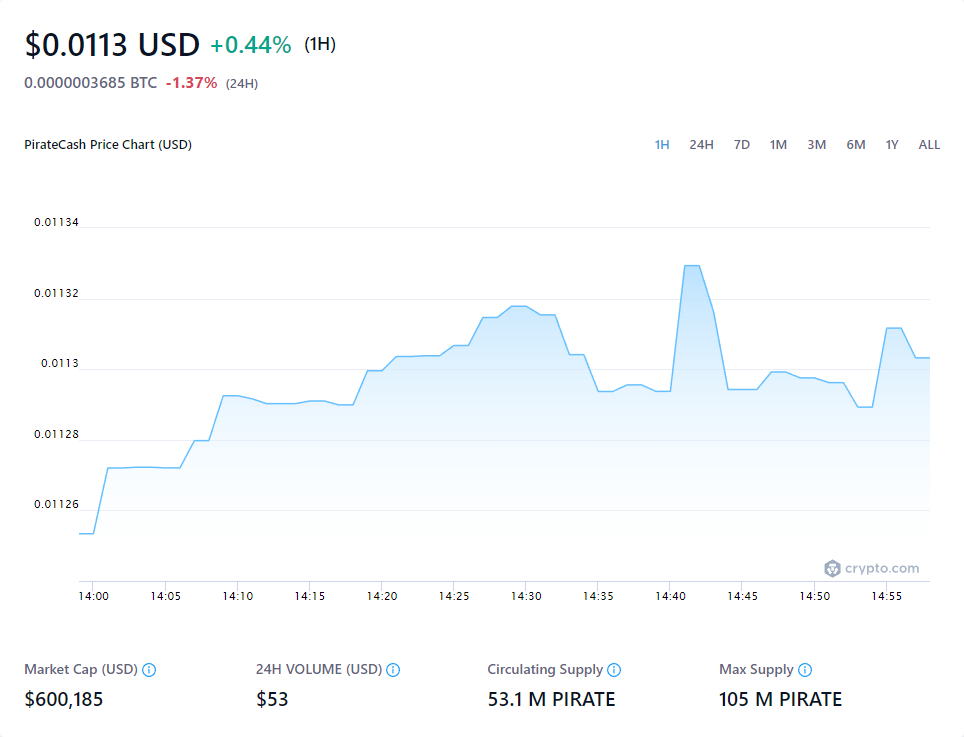 $0.0113 USD +0.44% (1H)
0.0000003685 BTC -1.37% (24H)
PirateCash Price Chart (USD) 1H 24H 7D 1M 3M 6M 1Y ALL
0.01134
0.01132
0.0113
0.01128
0.01126
crypto.com
14:00 14:05 14:10 14:15 14:20 14:25 14:30 14:35 14:40 14:45 14:50 14:55
Market Cap (USD) 24H VOLUME (USD) Circulating Supply Max Supply
$600,185 $53 53.1 M PIRATE 105 M PIRATE